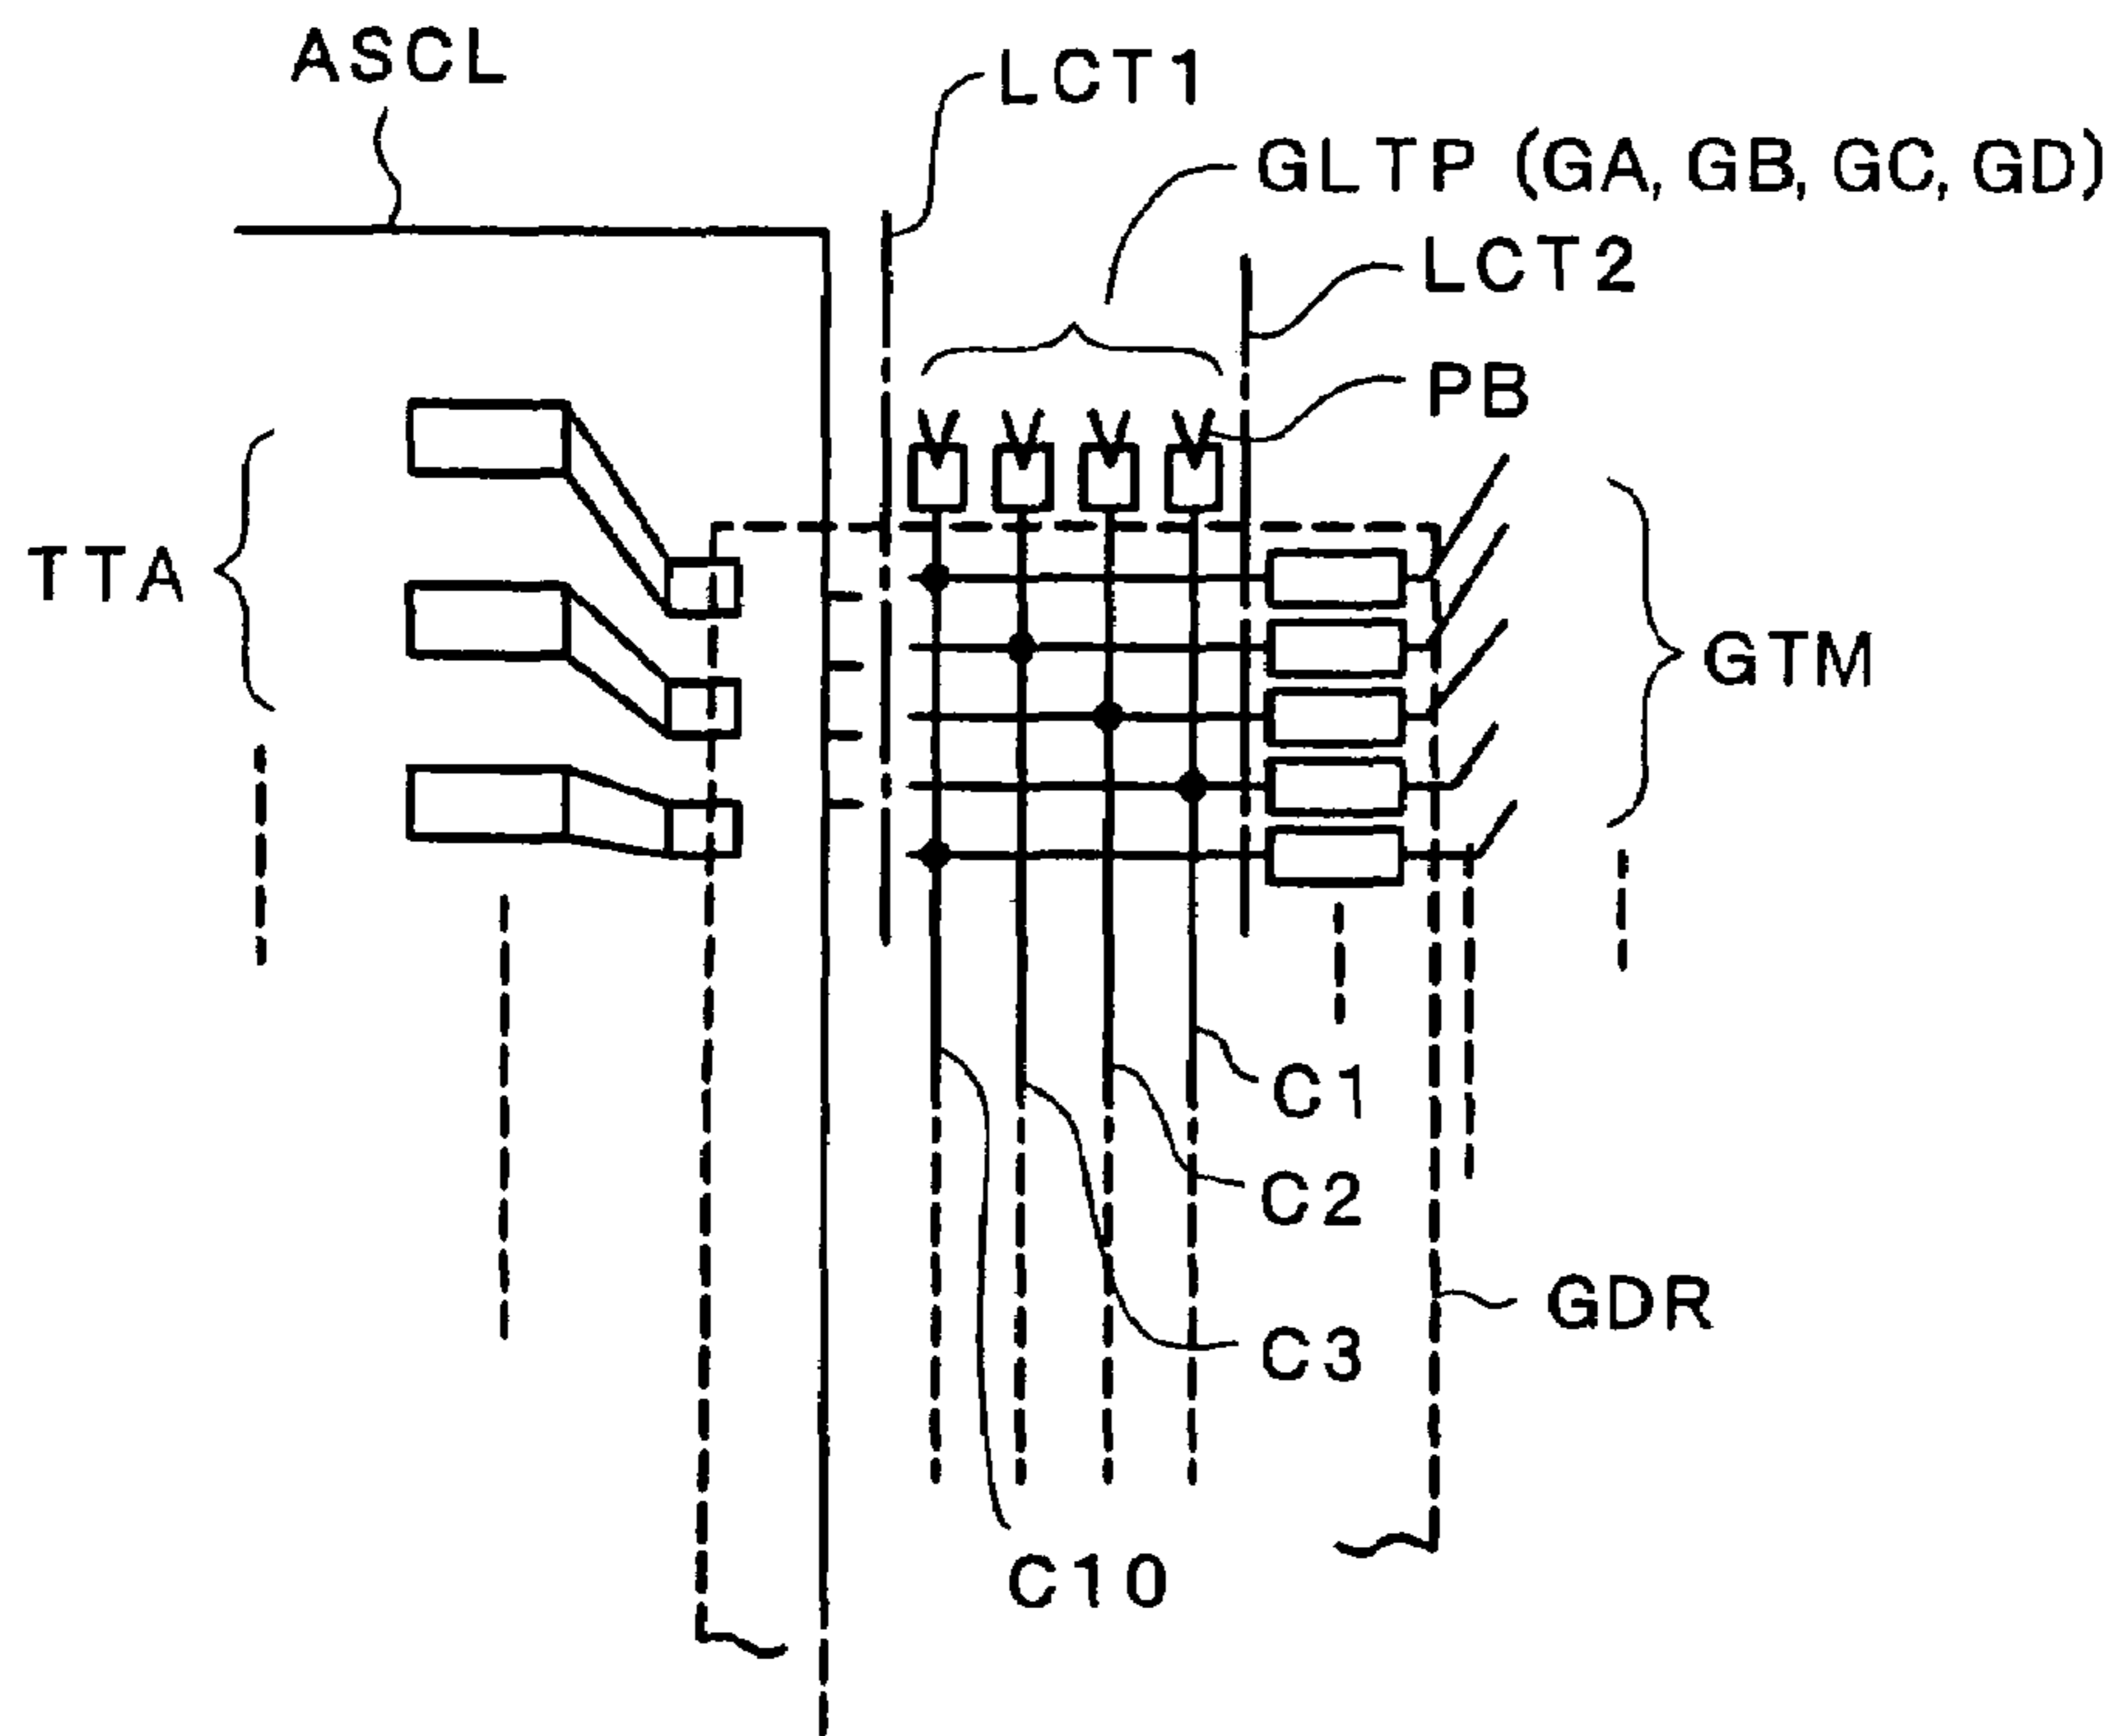 ASCL
LCT1
GLTP (GA, GB, GC, GD)
LCT2
PB
TTA
GTM
C1
C2
GDR
C3
C10